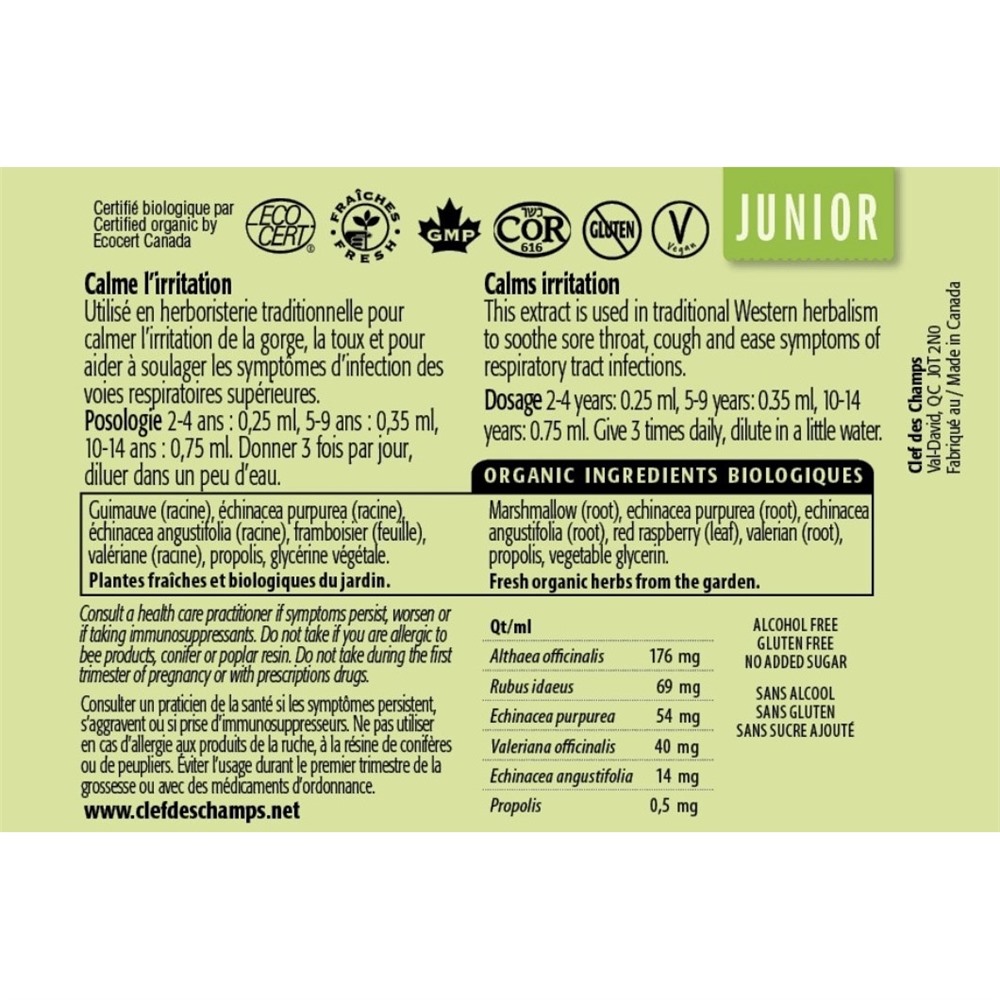 Certifié biologique par
Certified organic by
Ecocert Canada
ECO
CERT
®
FRAÎCHES
FRESH
GMP
כשר
COR
616
GLUTEN
V
Vegan
JUNIOR
Calme l'irritation
Utilisé en herboristerie traditionnelle pour
calmer l'irritation de la gorge, la toux et pour
aider à soulager les symptômes d'infection des
voies respiratoires supérieures.
Posologie 2-4 ans : 0,25 ml, 5-9 ans : 0,35 ml,
10-14 ans : 0,75 ml. Donner 3 fois par jour,
diluer dans un peu d'eau.
Calms irritation
This extract is used in traditional Western herbalism
to soothe sore throat, cough and ease symptoms of
respiratory tract infections.
Dosage 2-4 years: 0.25 ml, 5-9 years: 0.35 ml, 10-14
years: 0.75 ml. Give 3 times daily, dilute in a little water.
Clef des Champs
Val-David, QC J0T 2N0
Fabriqué au / Made in Canada
ORGANIC INGREDIENTS BIOLOGIQUES
Guimauve (racine), échinacea purpurea (racine),
échinacea angustifolia (racine), framboisier (feuille),
valériane (racine), propolis, glycérine végétale.
Plantes fraîches et biologiques du jardin.
Marshmallow (root), echinacea purpurea (root), echinacea
angustifolia (root), red raspberry (leaf), valerian (root),
propolis, vegetable glycerin.
Fresh organic herbs from the garden.
Consult a health care practitioner if symptoms persist, worsen or
if taking immunosuppressants. Do not take if you are allergic to
bee products, conifer or poplar resin. Do not take during the first
trimester of pregnancy or with prescriptions drugs.
Consulter un praticien de la santé si les symptômes persistent,
s'aggravent ou si prise d'immunosuppresseurs. Ne pas utiliser
en cas d'allergie aux produits de la ruche, à la résine de conifères
ou de peupliers. Éviter l'usage durant le premier trimestre de la
grossesse ou avec des médicaments d'ordonnance.
www.clefdeschamps.net
Qt/ml
Althaea officinalis 176 mg
Rubus idaeus 69 mg
Echinacea purpurea 54 mg
Valeriana officinalis 40 mg
Echinacea angustifolia 14 mg
Propolis 0,5 mg
ALCOHOL FREE
GLUTEN FREE
NO ADDED SUGAR
SANS ALCOOL
SANS GLUTEN
SANS SUCRE AJOUTÉ